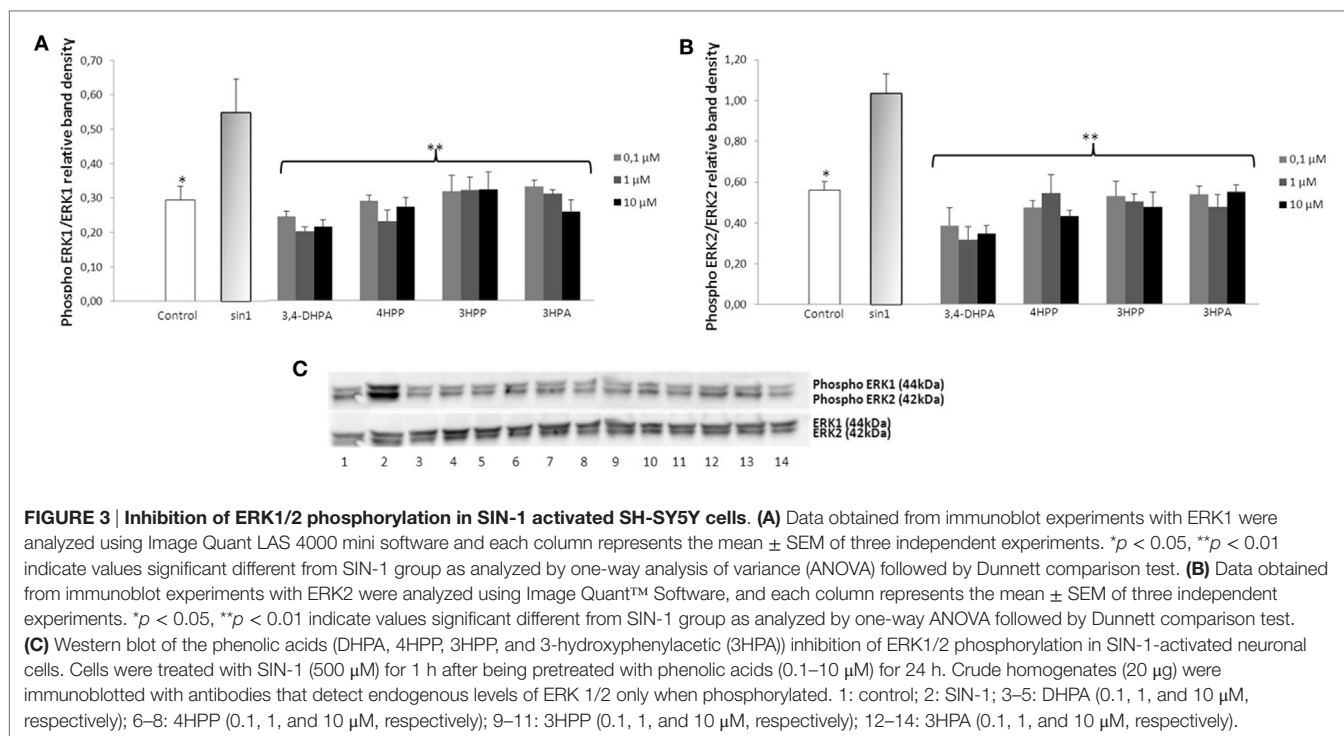 A
Phospho ERK1/ERK1 relative band density
0,70
0,60
0,50
0,40
0,30
0,20
0,10
0,00
*
**
0,1 µM
1 µM
10 µM
Control
sin1
3,4-DHPA
4HPP
3HPP
3HPA
B
Phospho ERK2/ERK2 relative band density
1,20
1,00
0,80
0,60
0,40
0,20
0,00
*
**
0,1 µM
1 µM
10 µM
Control
sin1
3,4-DHPA
4HPP
3HPP
3HPA
C
Phospho ERK1 (44kDa)
Phospho ERK2 (42kDa)
ERK1 (44kDa)
ERK2 (42kDa)
1 2 3 4 5 6 7 8 9 10 11 12 13 14
FIGURE 3 | Inhibition of ERK1/2 phosphorylation in SIN-1 activated SH-SY5Y cells. (A) Data obtained from immunoblot experiments with ERK1 were
analyzed using Image Quant LAS 4000 mini software and each column represents the mean ± SEM of three independent experiments. *p < 0.05, **p < 0.01
indicate values significant different from SIN-1 group as analyzed by one-way analysis of variance (ANOVA) followed by Dunnett comparison test. (B) Data obtained
from immunoblot experiments with ERK2 were analyzed using Image Quant™ Software, and each column represents the mean ± SEM of three independent
experiments. *p < 0.05, **p < 0.01 indicate values significant different from SIN-1 group as analyzed by one-way ANOVA followed by Dunnett comparison test.
(C) Western blot of the phenolic acids (DHPA, 4HPP, 3HPP, and 3-hydroxyphenylacetic (3HPA)) inhibition of ERK1/2 phosphorylation in SIN-1-activated neuronal
cells. Cells were treated with SIN-1 (500 µM) for 1 h after being pretreated with phenolic acids (0.1–10 µM) for 24 h. Crude homogenates (20 µg) were
immunoblotted with antibodies that detect endogenous levels of ERK 1/2 only when phosphorylated. 1: control; 2: SIN-1; 3–5: DHPA (0.1, 1, and 10 µM,
respectively); 6–8: 4HPP (0.1, 1, and 10 µM, respectively); 9–11: 3HPP (0.1, 1, and 10 µM, respectively); 12–14: 3HPA (0.1, 1, and 10 µM, respectively).